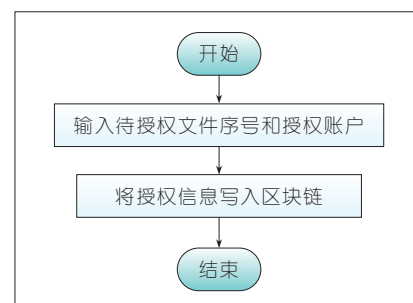 开始
输入待授权文件序号和授权账户
将授权信息写入区块链
结束